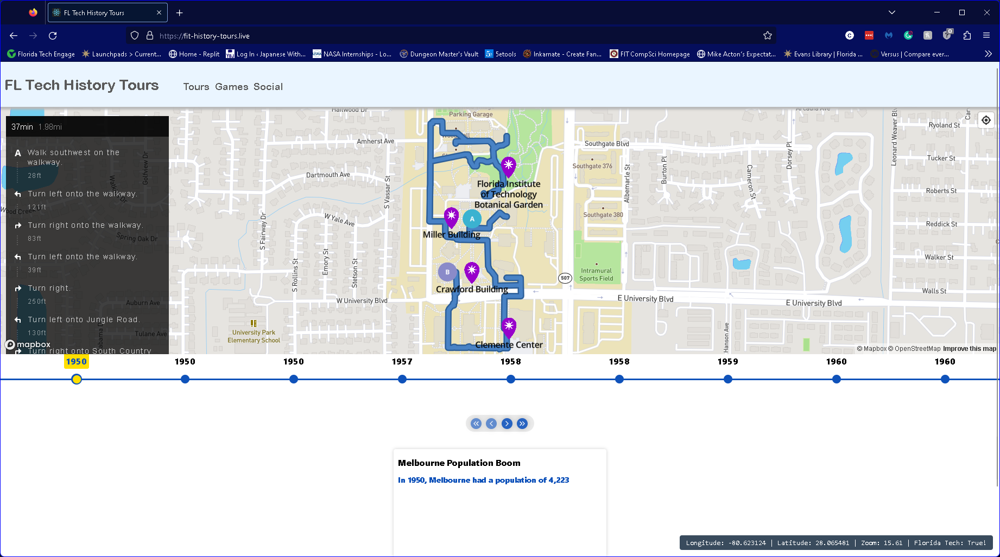 FL Tech History Tours
https://fit-history-tours.live
0
Florida Tech Engage
Launchpads > Current...
Home - Replit
Log In ‹ Japanese With...
NASA Internships - Lo...
Dungeon Master's Vault
5etools
Inkarnate - Create Fan...
FIT CompSci Homepage
Mike Acton's Expectat...
Evans Library | Florida ...
Versus | Compare ever...
FL Tech History Tours
Tours Games Social
37min 1.98mi
A Walk southwest on the
walkway.
28ft
Turn left onto the walkway.
121ft
Turn right onto the walkway.
83ft
Turn left onto the walkway.
39ft
Turn right.
250ft
Turn left onto Jungle Road.
130ft
Turn right onto South Country
mapbox
Golfview Dr
Spring Oak Dr
Auburn Ave
Tulane Ave
Hallwood Dr
Amherst Ave
Dartmouth Ave
S Vassar St
W Yale Ave
S Fairway Dr
S Rollins St
Emory St
Stetson St
W University Blvd
University Park
Elementary School
Parking Garage
Florida Institute
of Technology
Botanical Garden
A
Miller Building
B
Crawford Building
Clemente Center
507
Southgate Blvd
Southgate 376
Southgate 380
Albemarle St
Burton Pl
Intramural
Sports Field
E University Blvd
E University Blvd
Arcadia Ave
Dorsey Pl
Cameron St
Leonard Weaver Bl
Ryoland St
Tucker St
Roberts St
Reddick St
Walker St
Walls St
Hanson Ave
© Mapbox © OpenStreetMap Improve this map
1950
1950
1950
1957
1958
1958
1959
1960
1960
Melbourne Population Boom
In 1950, Melbourne had a population of 4,223
Longitude: -80.623124 | Latitude: 28.065481 | Zoom: 15.61 | Florida Tech: True!